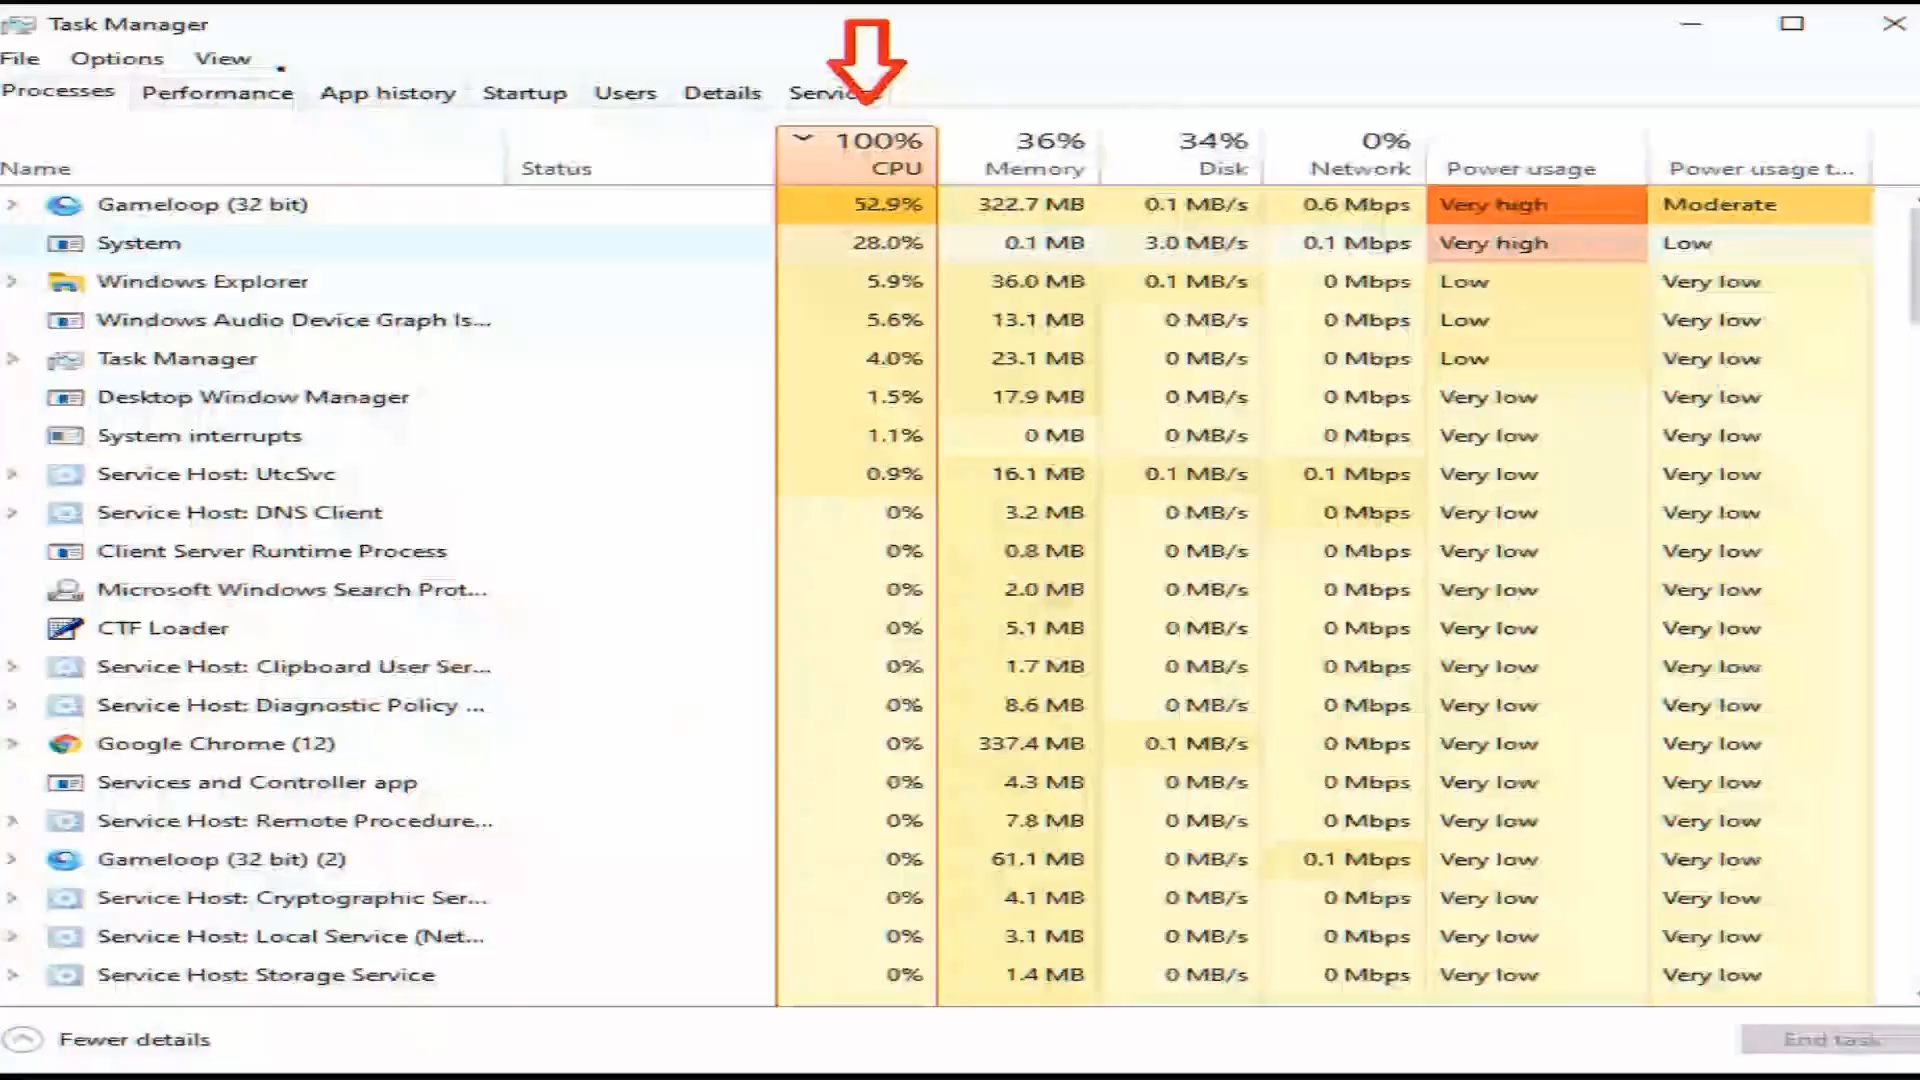 Task Manager
File Options View
Processes Performance App history Startup Users Details
100% 36% 34% 0%
Name Status CPU Memory Disk Network Power usage Power usage t...
Gameloop (32 bit) 52.9% 322.7 MB 0.1 MB/s 0.6 Mbps Very high Moderate
System 28.0% 0.1 MB 3.0 MB/s 0.1 Mbps Very high Low
Windows Explorer 5.9% 36.0 MB 0.1 MB/s 0 Mbps Low Very low
Windows Audio Device Graph Is... 5.6% 13.1 MB 0 MB/s 0 Mbps Low Very low
Task Manager 4.0% 23.1 MB 0 MB/s 0 Mbps Low Very low
Desktop Window Manager 1.5% 17.9 MB 0 MB/s 0 Mbps Very low Very low
System interrupts 1.1% 0 MB 0 MB/s 0 Mbps Very low Very low
Service Host: UtcSvc 0.9% 16.1 MB 0.1 MB/s 0.1 Mbps Very low Very low
Service Host: DNS Client 0% 3.2 MB 0 MB/s 0 Mbps Very low Very low
Client Server Runtime Process 0% 0.8 MB 0 MB/s 0 Mbps Very low Very low
Microsoft Windows Search Prot... 0% 2.0 MB 0 MB/s 0 Mbps Very low Very low
CTF Loader 0% 5.1 MB 0 MB/s 0 Mbps Very low Very low
Service Host: Clipboard User Ser... 0% 1.7 MB 0 MB/s 0 Mbps Very low Very low
Service Host: Diagnostic Policy ... 0% 8.6 MB 0 MB/s 0 Mbps Very low Very low
Google Chrome (12) 0% 337.4 MB 0.1 MB/s 0 Mbps Very low Very low
Services and Controller app 0% 4.3 MB 0 MB/s 0 Mbps Very low Very low
Service Host: Remote Procedure... 0% 7.8 MB 0 MB/s 0 Mbps Very low Very low
Gameloop (32 bit) (2) 0% 61.1 MB 0 MB/s 0.1 Mbps Very low Very low
Service Host: Cryptographic Ser... 0% 4.1 MB 0 MB/s 0 Mbps Very low Very low
Service Host: Local Service (Net... 0% 3.1 MB 0 MB/s 0 Mbps Very low Very low
Service Host: Storage Service 0% 1.4 MB 0 MB/s 0 Mbps Very low Very low
Fewer details End task